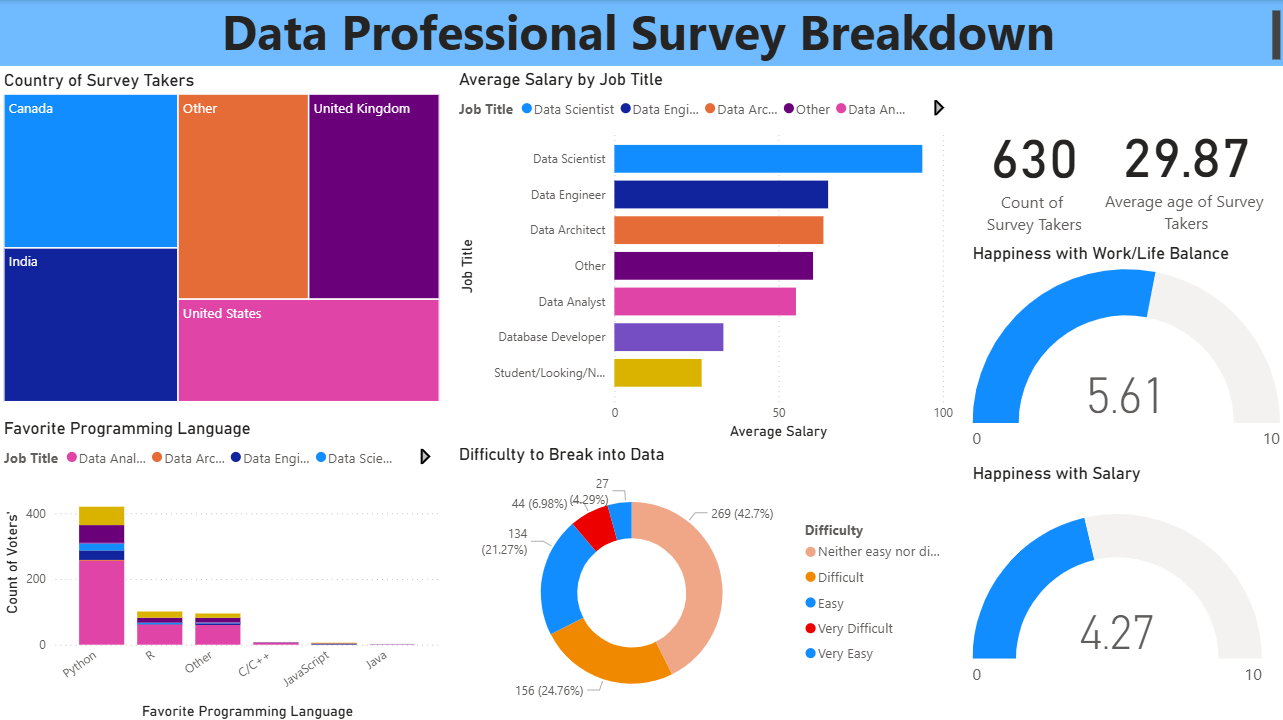 Data Professional Survey Breakdown
Country of Survey Takers
Canada
Other
United Kingdom
India
United States
Average Salary by Job Title
Job Title Data Scientist Data Engi... Data Arc... Other Data An...
Job Title
Data Scientist
Data Engineer
Data Architect
Other
Data Analyst
Database Developer
Student/Looking/N...
0 50 100
Average Salary
630
Count of
Survey Takers
29.87
Average age of Survey
Takers
Happiness with Work/Life Balance
5.61
0 10
Favorite Programming Language
Job Title Data Anal... Data Arc... Data Engi... Data Scie...
Count of Voters'
400
200
0
Python R Other C/C++ JavaScript Java
Favorite Programming Language
Difficulty to Break into Data
27
(4.29%)
44 (6.98%)
134
(21.27%)
269 (42.7%)
156 (24.76%)
Difficulty
Neither easy nor di...
Difficult
Easy
Very Difficult
Very Easy
Happiness with Salary
4.27
0 10